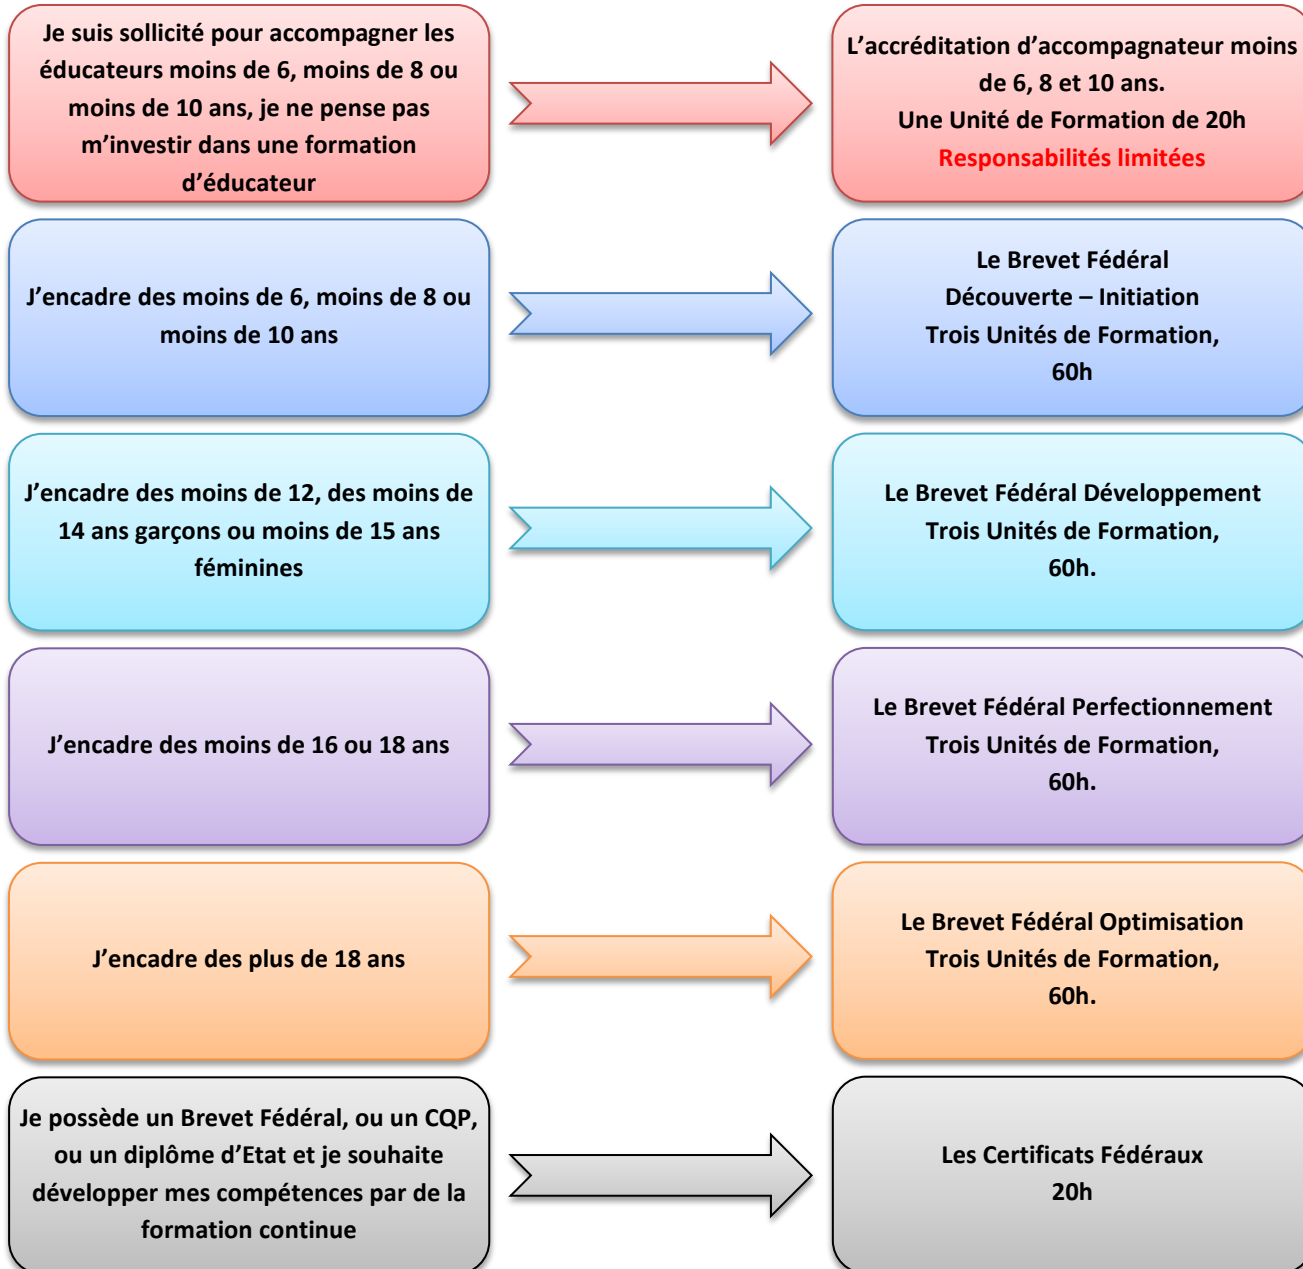 Je suis sollicité pour accompagner les
éducateurs moins de 6, moins de 8 ou
moins de 10 ans, je ne pense pas
m’investir dans une formation
d’éducateur
L’accréditation d’accompagnateur moins
de 6, 8 et 10 ans.
Une Unité de Formation de 20h
Responsabilités limitées
J’encadre des moins de 6, moins de 8 ou
moins de 10 ans
Le Brevet Fédéral
Découverte – Initiation
Trois Unités de Formation,
60h
J’encadre des moins de 12, des moins de
14 ans garçons ou moins de 15 ans
féminines
Le Brevet Fédéral Développement
Trois Unités de Formation,
60h.
J’encadre des moins de 16 ou 18 ans
Le Brevet Fédéral Perfectionnement
Trois Unités de Formation,
60h.
J’encadre des plus de 18 ans
Le Brevet Fédéral Optimisation
Trois Unités de Formation,
60h.
Je possède un Brevet Fédéral, ou un CQP,
ou un diplôme d’Etat et je souhaite
développer mes compétences par de la
formation continue
Les Certificats Fédéraux
20h